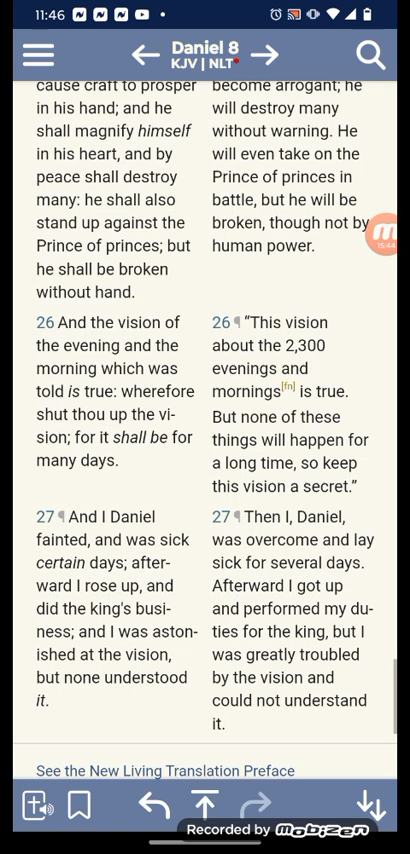 11:46
Daniel 8
KJV | NLT
cause craft to prosper
in his hand; and he
shall magnify himself
in his heart, and by
peace shall destroy
many: he shall also
stand up against the
Prince of princes; but
he shall be broken
without hand.
26 And the vision of
the evening and the
morning which was
told is true: wherefore
shut thou up the vi-
sion; for it shall be for
many days.
27 ¶ And I Daniel
fainted, and was sick
certain days; after-
ward I rose up, and
did the king's busi-
ness; and I was aston-
ished at the vision,
but none understood
it.
become arrogant; he
will destroy many
without warning. He
will even take on the
Prince of princes in
battle, but he will be
broken, though not by
human power.
26 ¶ “This vision
about the 2,300
evenings and
mornings[fn] is true.
But none of these
things will happen for
a long time, so keep
this vision a secret.”
27 ¶ Then I, Daniel,
was overcome and lay
sick for several days.
Afterward I got up
and performed my du-
ties for the king, but I
was greatly troubled
by the vision and
could not understand
it.
15:44
See the New Living Translation Preface
Recorded by Mobizen